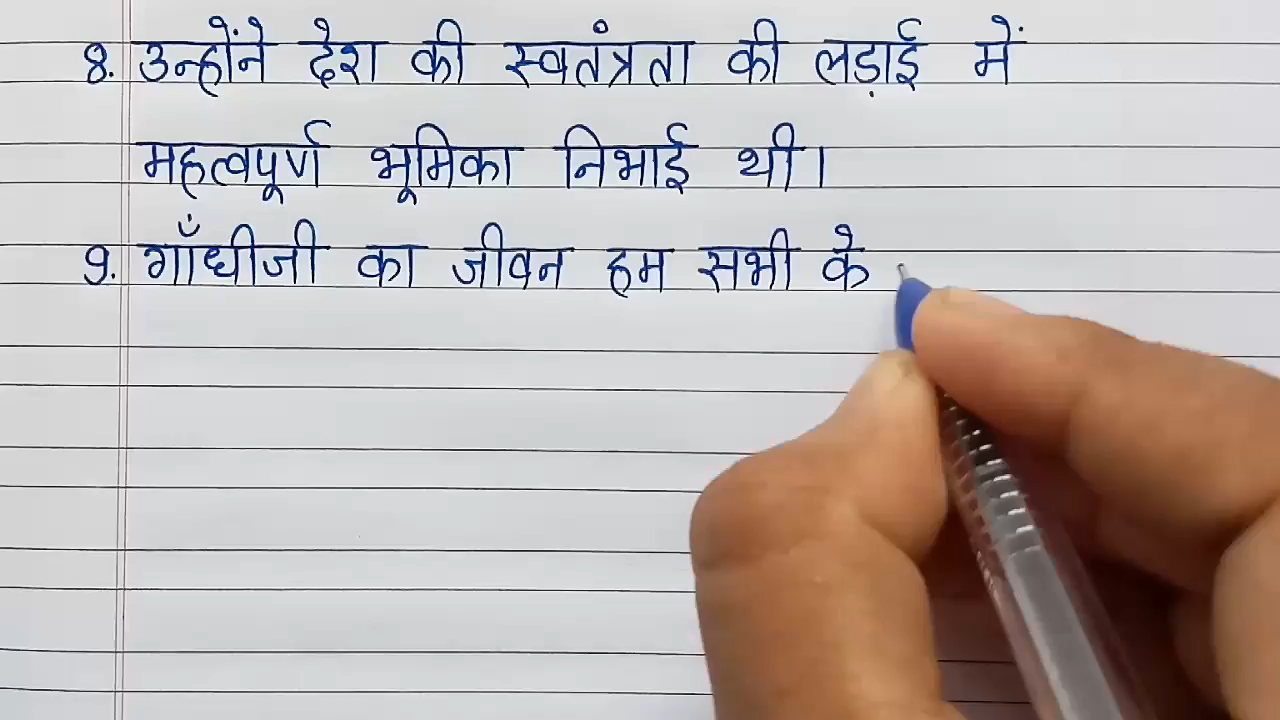 8. उन्होंने देश की स्वतंत्रता की लड़ाई में
महत्वपूर्ण भूमिका निभाई थी।
9. गाँधीजी का जीवन हम सभी के